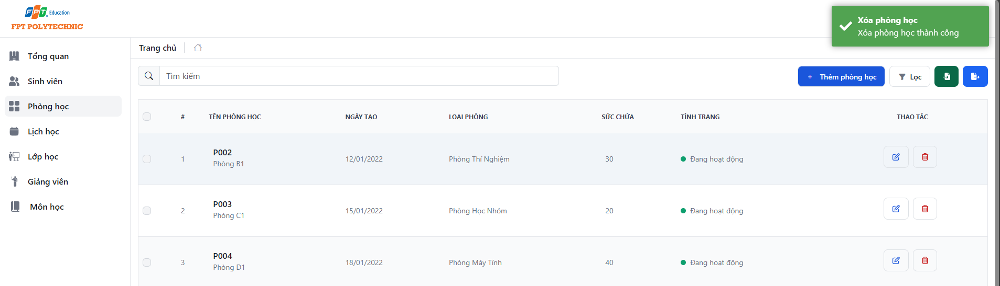 FPT Education
FPT POLYTECHNIC
Xóa phòng học
Xóa phòng học thành công
Tổng quan
Sinh viên
Phòng học
Lịch học
Lớp học
Giảng viên
Môn học
Trang chủ
Tìm kiếm
+ Thêm phòng học
Lọc
# TÊN PHÒNG HỌC NGÀY TẠO LOẠI PHÒNG SỨC CHỨA TÌNH TRẠNG THAO TÁC
1 P002 12/01/2022 Phòng Thí Nghiệm 30 Đang hoạt động
Phòng B1
2 P003 15/01/2022 Phòng Học Nhóm 20 Đang hoạt động
Phòng C1
3 P004 18/01/2022 Phòng Máy Tính 40 Đang hoạt động
Phòng D1